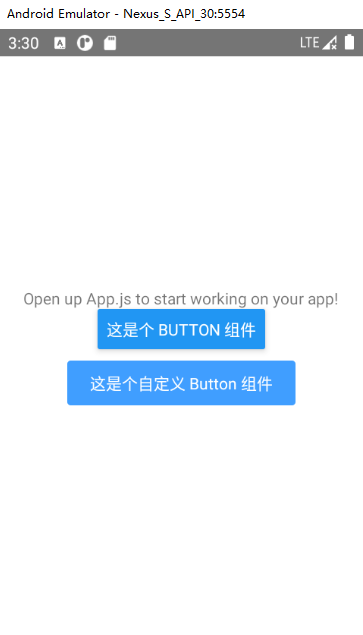 Android Emulator - Nexus_S_API_30:5554
3:30 LTE
Open up App.js to start working on your app!
这是个 BUTTON 组件
这是个自定义 Button 组件